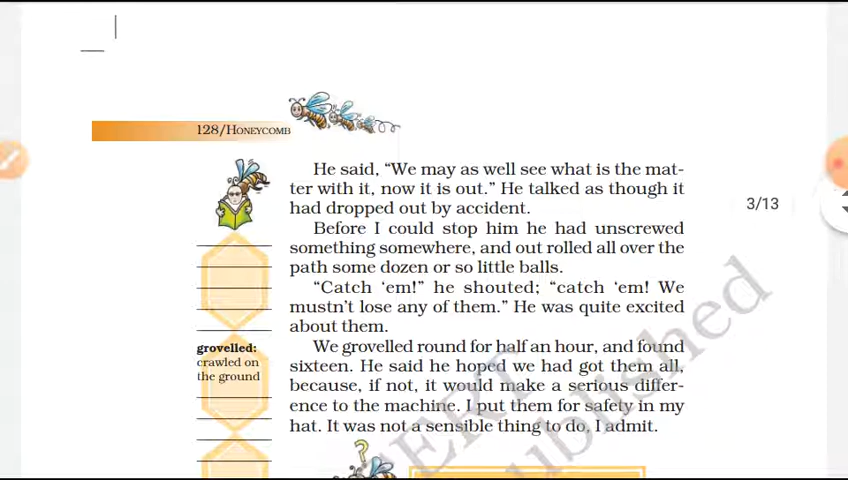 128/HONEYCOMB
He said, “We may as well see what is the mat-
ter with it, now it is out.” He talked as though it
had dropped out by accident.
3/13
Before I could stop him he had unscrewed
something somewhere, and out rolled all over the
path some dozen or so little balls.
“Catch ‘em!” he shouted; “catch ‘em! We
mustn’t lose any of them.” He was quite excited
about them.
grovelled:
crawled on
the ground
We grovelled round for half an hour, and found
sixteen. He said he hoped we had got them all,
because, if not, it would make a serious differ-
ence to the machine. I put them for safety in my
hat. It was not a sensible thing to do, I admit.
?